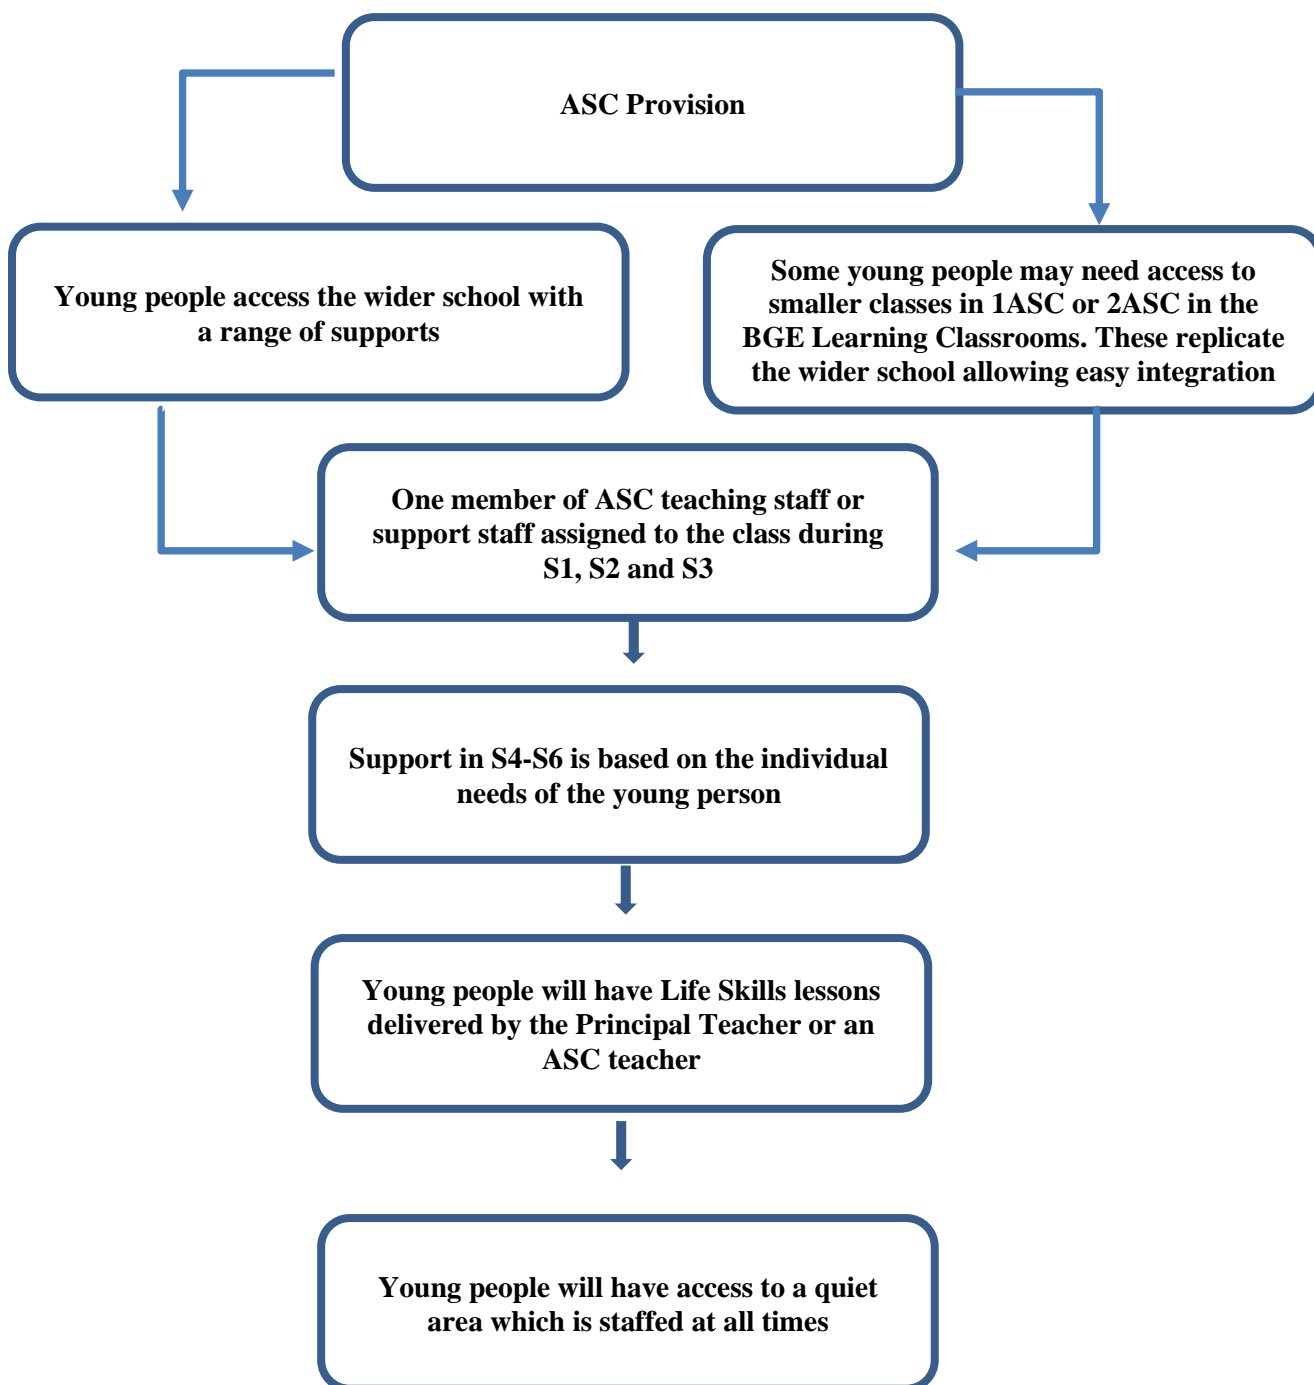 ASC Provision
Young people access the wider school with
a range of supports
Some young people may need access to
smaller classes in 1ASC or 2ASC in the
BGE Learning Classrooms. These replicate
the wider school allowing easy integration
One member of ASC teaching staff or
support staff assigned to the class during
S1, S2 and S3
Support in S4-S6 is based on the individual
needs of the young person
Young people will have Life Skills lessons
delivered by the Principal Teacher or an
ASC teacher
Young people will have access to a quiet
area which is staffed at all times